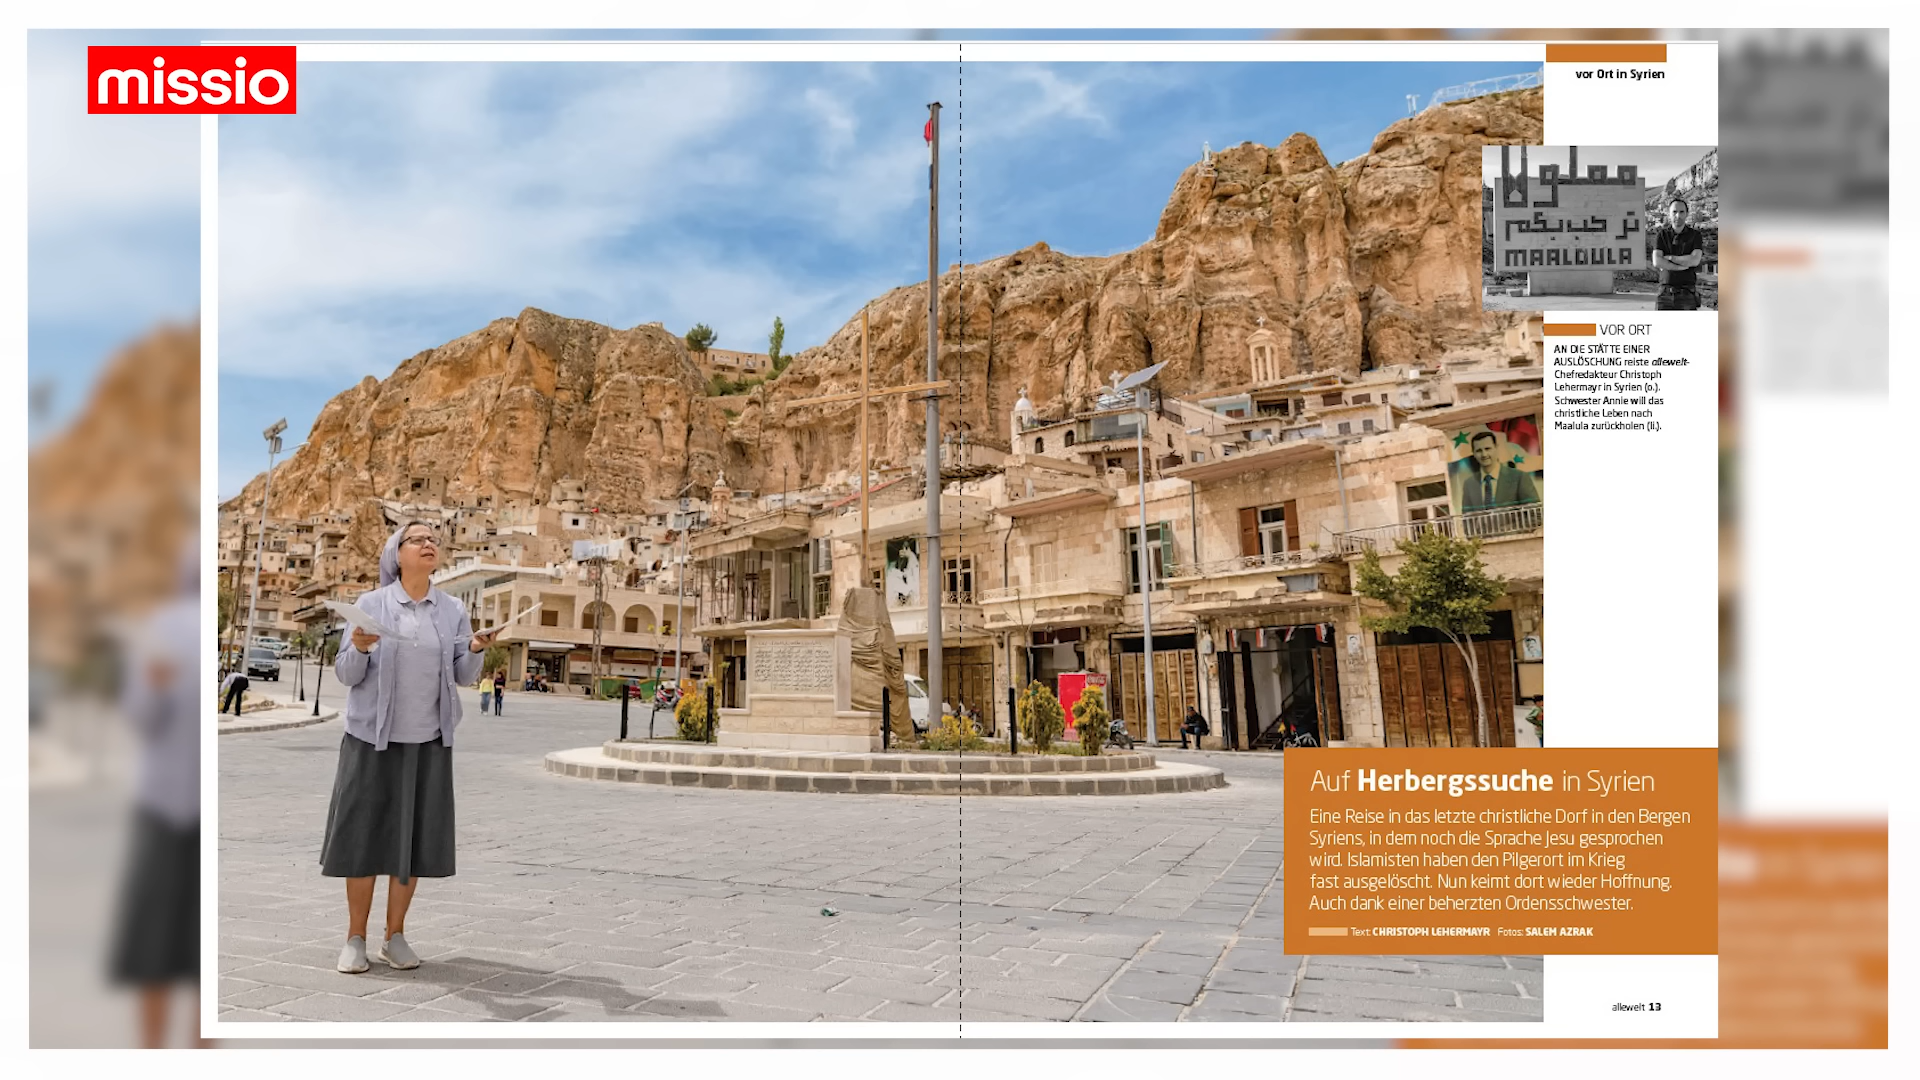 missio
vor Ort in Syrien
معلولا
MAALOULA
VOR ORT
AN DIE STÄTTE EINER
AUSLÖSCHUNG reiste allewelt-
Chefredakteur Christoph
Lehermayr in Syrien (o.).
Schwester Annie will das
christliche Leben nach
Maalula zurückholen (li.).
Auf Herbergssuche in Syrien
Eine Reise in das letzte christliche Dorf in den Bergen
Syriens, in dem noch die Sprache Jesu gesprochen
wird. Islamisten haben den Pilgerort im Krieg
fast ausgelöscht. Nun keimt dort wieder Hoffnung.
Auch dank einer beherzten Ordensschwester.
Text: CHRISTOPH LEHERMAYR Fotos: SALEM AZRAK
allewelt 13